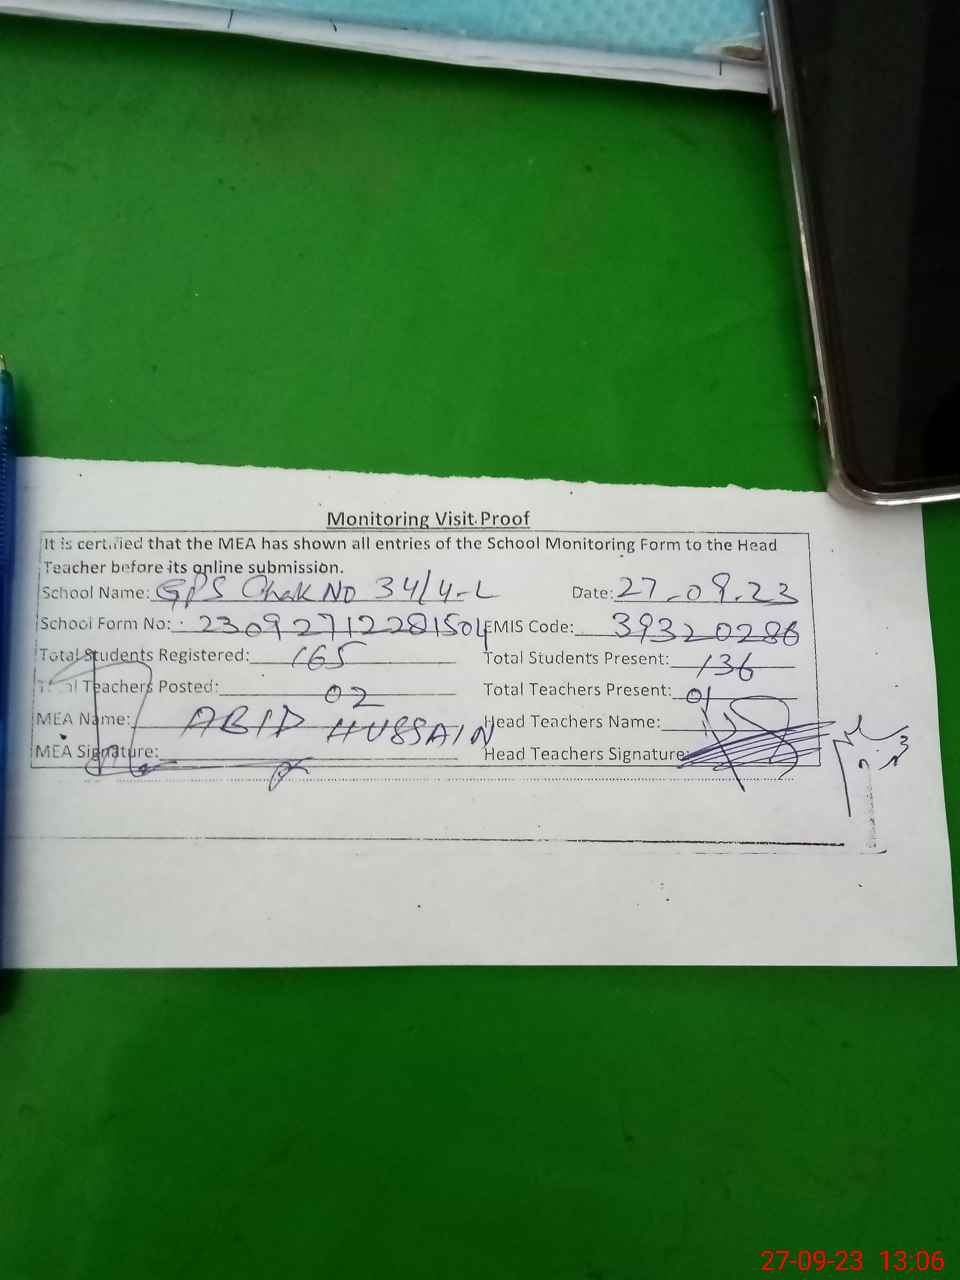 Monitoring Visit Proof
It is certified that the MEA has shown all entries of the School Monitoring Form to the Head
Teacher before its online submission.
School Name: GPS Chak No 34/4-L Date: 27-09-23
School Form No: 230927122281504 EMIS Code: 39320286
Total Students Registered: 165 Total Students Present: 136
Total Teachers Posted: 02 Total Teachers Present: 01
MEA Name: ABID HUSSAIN Head Teachers Name:
MEA Signature: Head Teachers Signature:
27-09-23 13:06